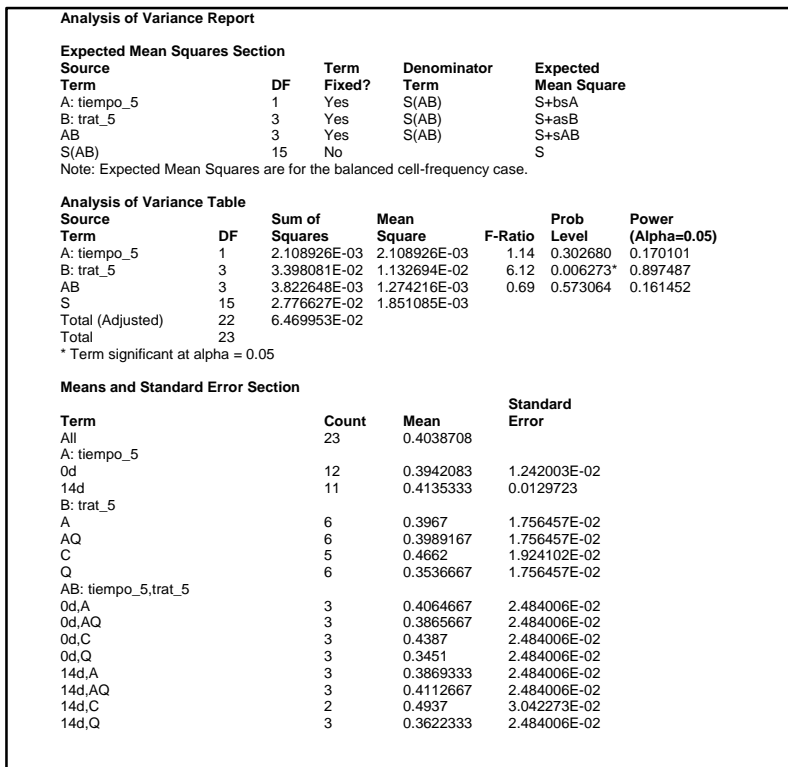 Analysis of Variance Report
Expected Mean Squares Section
Source Term Denominator Expected
Term DF Fixed? Term Mean Square
A: tiempo_5 1 Yes S(AB) S+bsA
B: trat_5 3 Yes S(AB) S+asB
AB 3 Yes S(AB) S+sAB
S(AB) 15 No S
Note: Expected Mean Squares are for the balanced cell-frequency case.
Analysis of Variance Table
Source Sum of Mean Prob Power
Term DF Squares Square F-Ratio Level (Alpha=0.05)
A: tiempo_5 1 2.108926E-03 2.108926E-03 1.14 0.302680 0.170101
B: trat_5 3 3.398081E-02 1.132694E-02 6.12 0.006273* 0.897487
AB 3 3.822648E-03 1.274216E-03 0.69 0.573064 0.161452
S 15 2.776627E-02 1.851085E-03
Total (Adjusted) 22 6.469953E-02
Total 23
* Term significant at alpha = 0.05
Means and Standard Error Section
Standard
Term Count Mean Error
All 23 0.4038708
A: tiempo_5
0d 12 0.3942083 1.242003E-02
14d 11 0.4135333 0.0129723
B: trat_5
A 6 0.3967 1.756457E-02
AQ 6 0.3989167 1.756457E-02
C 5 0.4662 1.924102E-02
Q 6 0.3536667 1.756457E-02
AB: tiempo_5,trat_5
0d,A 3 0.4064667 2.484006E-02
0d,AQ 3 0.3865667 2.484006E-02
0d,C 3 0.4387 2.484006E-02
0d,Q 3 0.3451 2.484006E-02
14d,A 3 0.3869333 2.484006E-02
14d,AQ 3 0.4112667 2.484006E-02
14d,C 2 0.4937 3.042273E-02
14d,Q 3 0.3622333 2.484006E-02